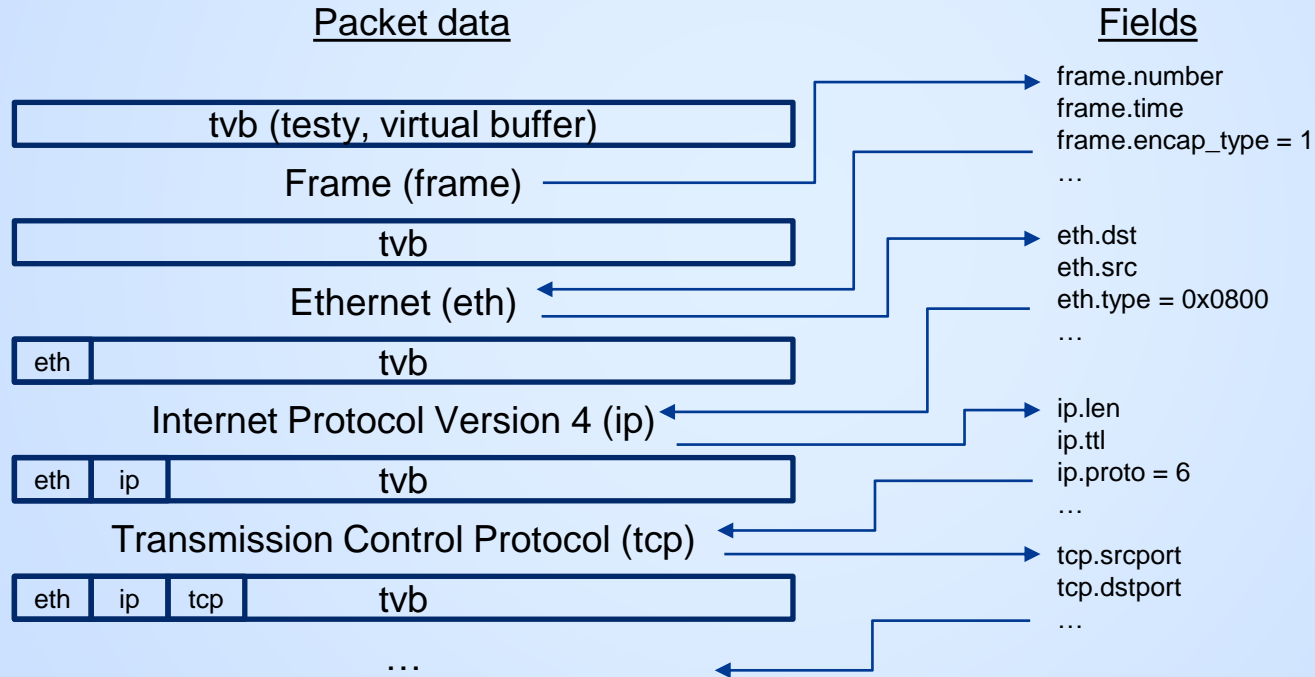 Packet data
Fields
tvb (testy, virtual buffer)
Frame (frame)
frame.number
frame.time
frame.encap_type = 1
…
tvb
Ethernet (eth)
eth.dst
eth.src
eth.type = 0x0800
…
eth tvb
Internet Protocol Version 4 (ip)
ip.len
ip.ttl
ip.proto = 6
…
eth ip tvb
Transmission Control Protocol (tcp)
tcp.srcport
tcp.dstport
…
eth ip tcp tvb
…